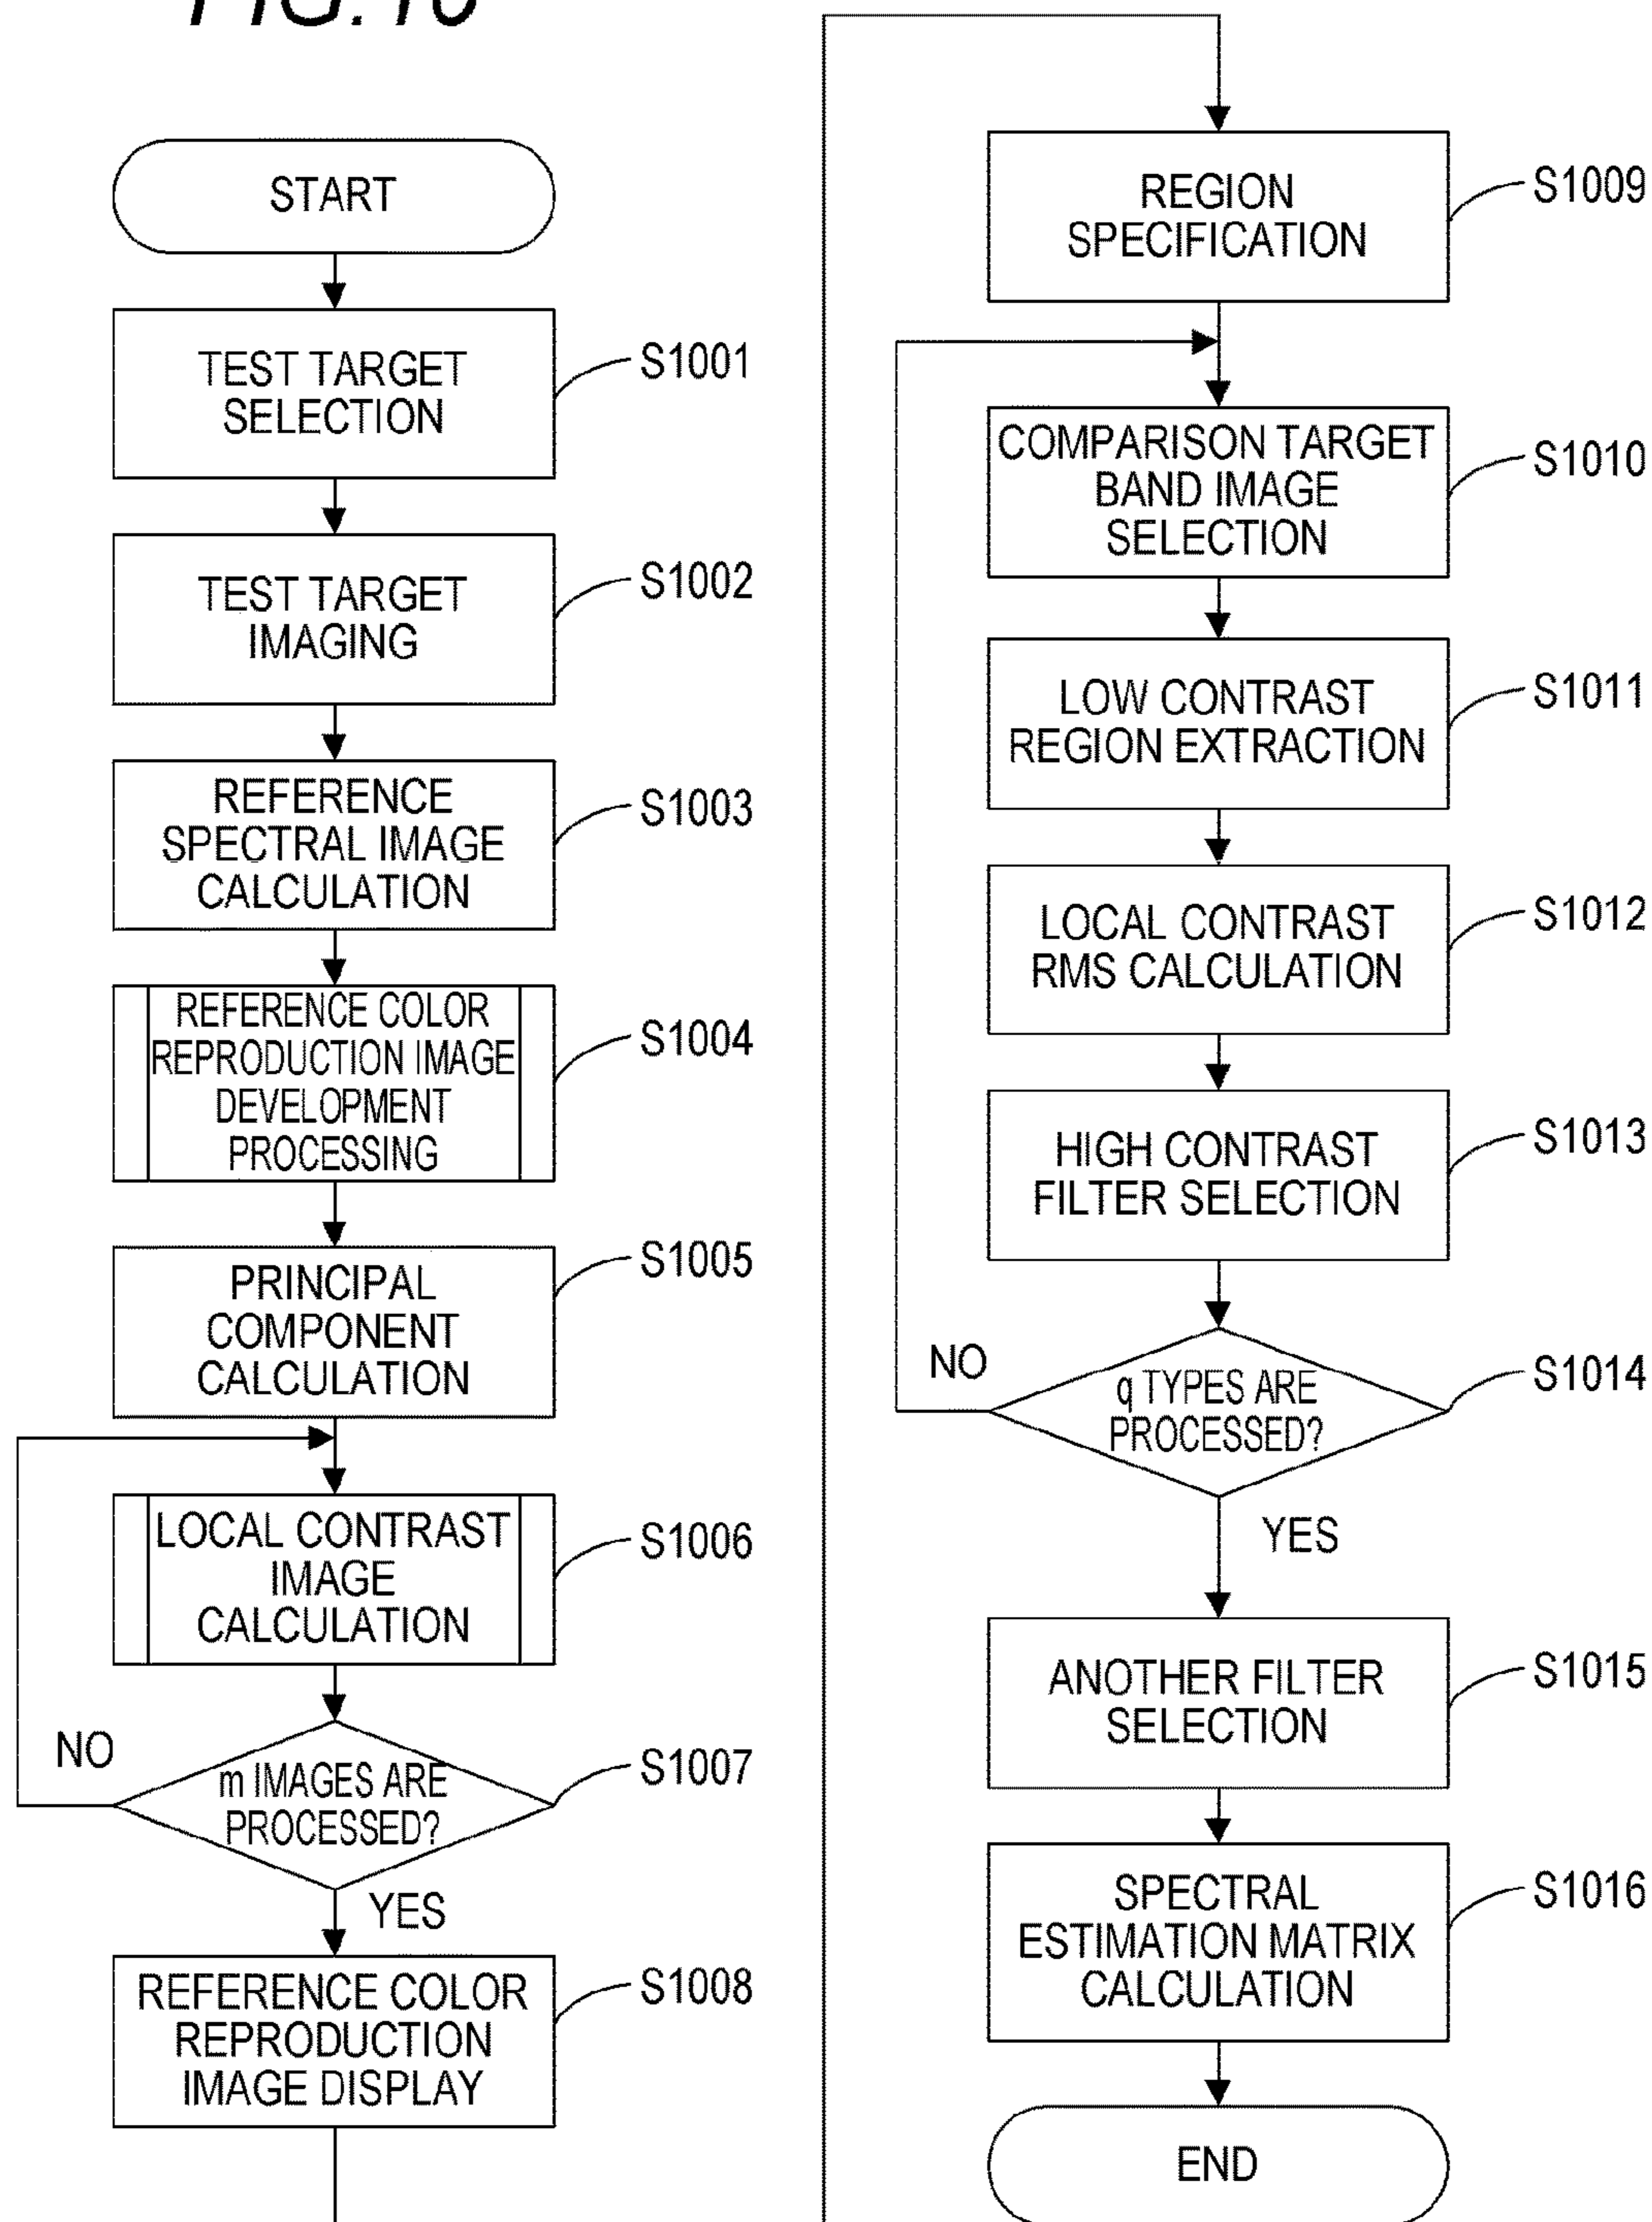 FIG.10
START
TEST TARGET
SELECTION
S1001
TEST TARGET
IMAGING
S1002
REFERENCE
SPECTRAL IMAGE
CALCULATION
S1003
REFERENCE COLOR
REPRODUCTION IMAGE
DEVELOPMENT
PROCESSING
S1004
PRINCIPAL
COMPONENT
CALCULATION
S1005
LOCAL CONTRAST
IMAGE
CALCULATION
S1006
NO
m IMAGES ARE
PROCESSED?
S1007
YES
REFERENCE COLOR
REPRODUCTION
IMAGE DISPLAY
S1008
REGION
SPECIFICATION
S1009
COMPARISON TARGET
BAND IMAGE
SELECTION
S1010
LOW CONTRAST
REGION EXTRACTION
S1011
LOCAL CONTRAST
RMS CALCULATION
S1012
HIGH CONTRAST
FILTER SELECTION
S1013
NO
q TYPES ARE
PROCESSED?
S1014
YES
ANOTHER FILTER
SELECTION
S1015
SPECTRAL
ESTIMATION MATRIX
CALCULATION
S1016
END